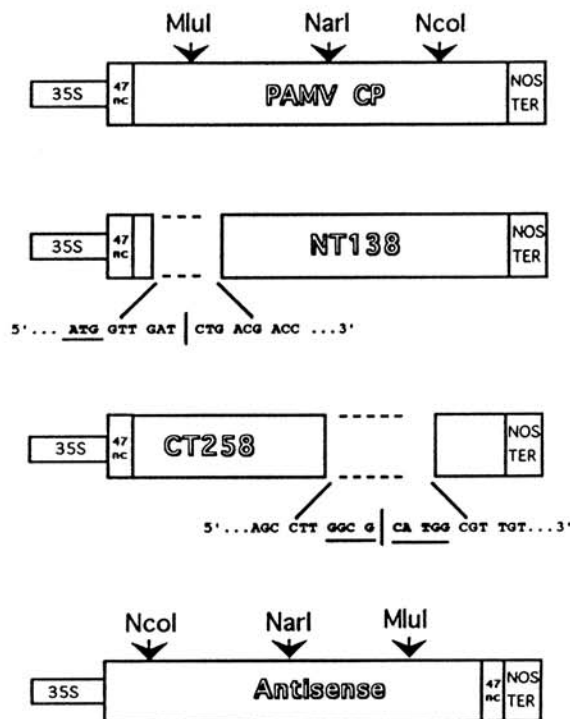 MluI NarI NcoI
35S 47 nc PAMV CP NOS TER
35S 47 nc NT138 NOS TER
5'... ATG GTT GAT | CTG ACG ACC ...3'
35S 47 nc CT258 NOS TER
5'...AGC CTT GGC G | CA TGG CGT TGT...3'
NcoI NarI MluI
35S Antisense 47 nc NOS TER